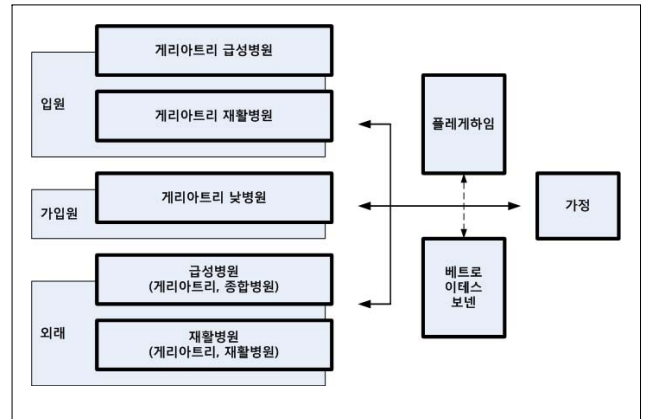 입원
게리아트리 급성병원
게리아트리 재활병원
가입원
게리아트리 낮병원
외래
급성병원
(게리아트리, 종합병원)
재활병원
(게리아트리, 재활병원)
플레게하임
베트로
이테스
보넨
가정